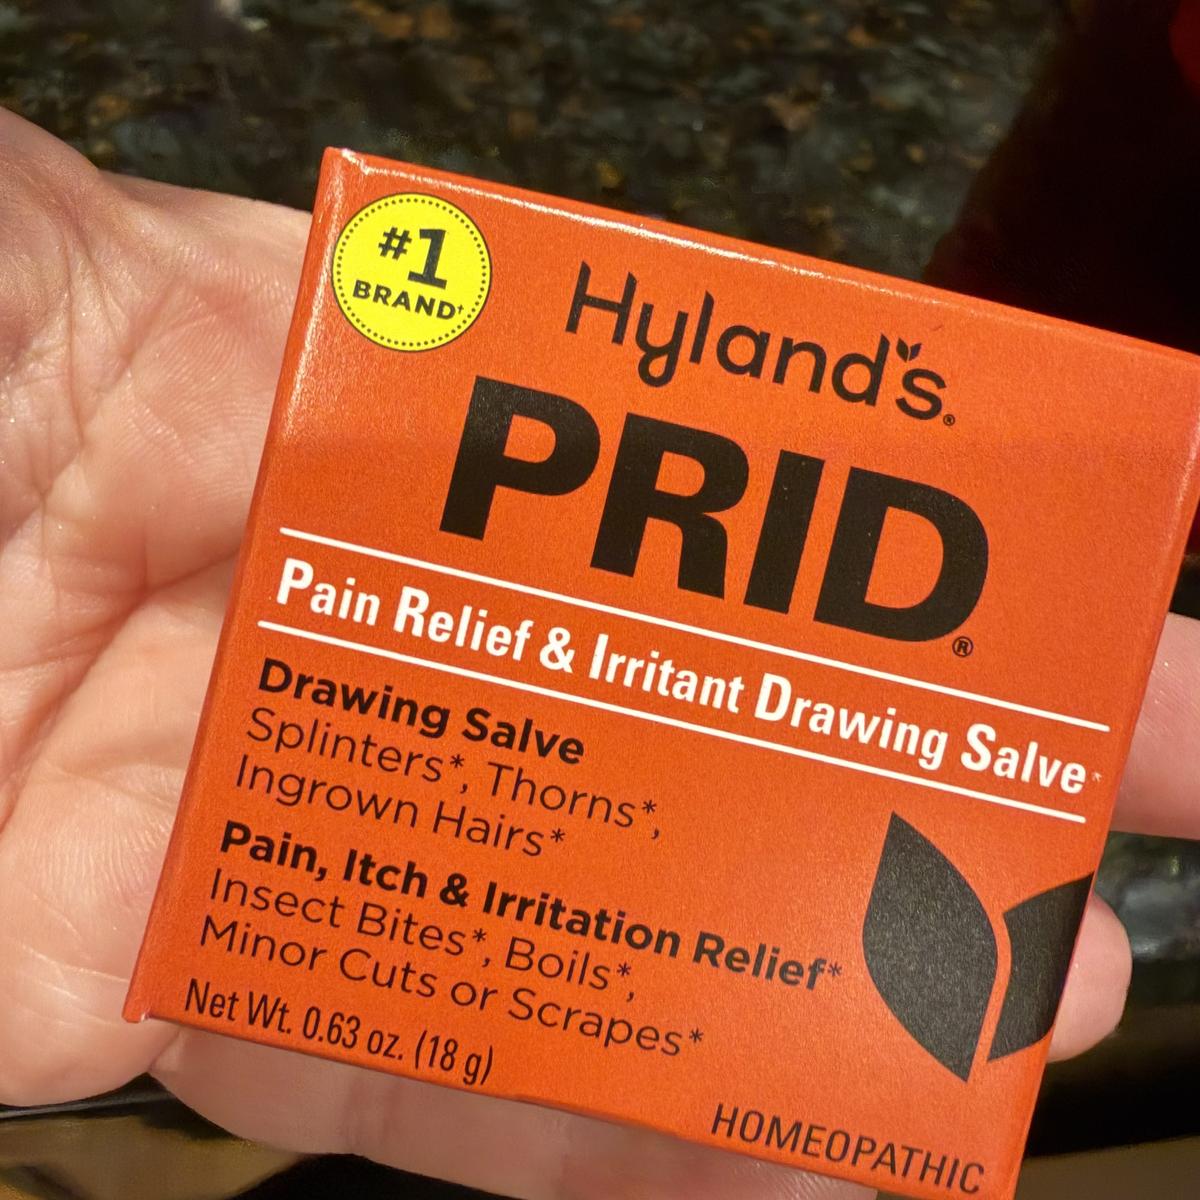 #1
BRAND†
Hyland's®
PRID®
Pain Relief & Irritant Drawing Salve*
Drawing Salve
Splinters*, Thorns*,
Ingrown Hairs*
Pain, Itch & Irritation Relief*
Insect Bites*, Boils*,
Minor Cuts or Scrapes*
Net Wt. 0.63 oz. (18 g)
HOMEOPATHIC